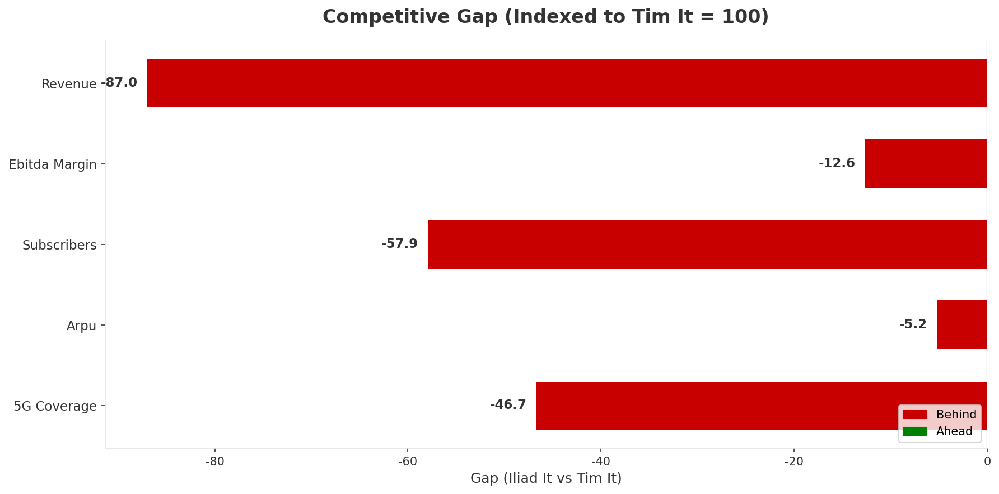 Competitive Gap (Indexed to Tim It = 100)
Revenue
-87.0
Ebitda Margin
-12.6
Subscribers
-57.9
Arpu
-5.2
5G Coverage
-46.7
Behind
Ahead
-80
-60
-40
-20
0
Gap (Iliad It vs Tim It)